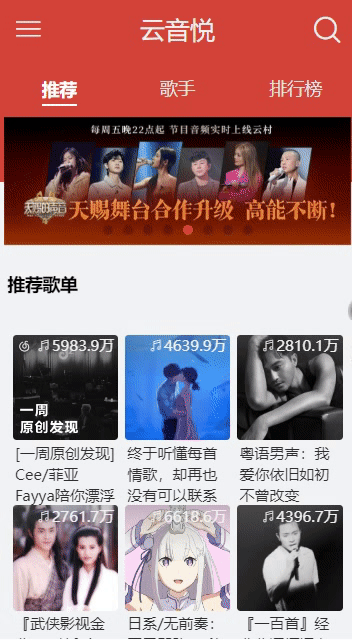 云音悦
推荐
歌手
排行榜
每周五晚22点起 节目音频实时上线云村
天赐的声音
天赐舞台合作升级 高能不断!
推荐歌单
5983.9万
4639.9万
2810.1万
一周
原创发现
[一周原创发现]
Cee/菲亚
Fayya陪你漂浮
终于听懂每首
情歌，却再也
没有可以联系
粤语男声：我
爱你依旧如初
不曾改变
2761.7万
6618.6万
4396.7万
『武侠影视金
日系/无前奏：
『一百首』经